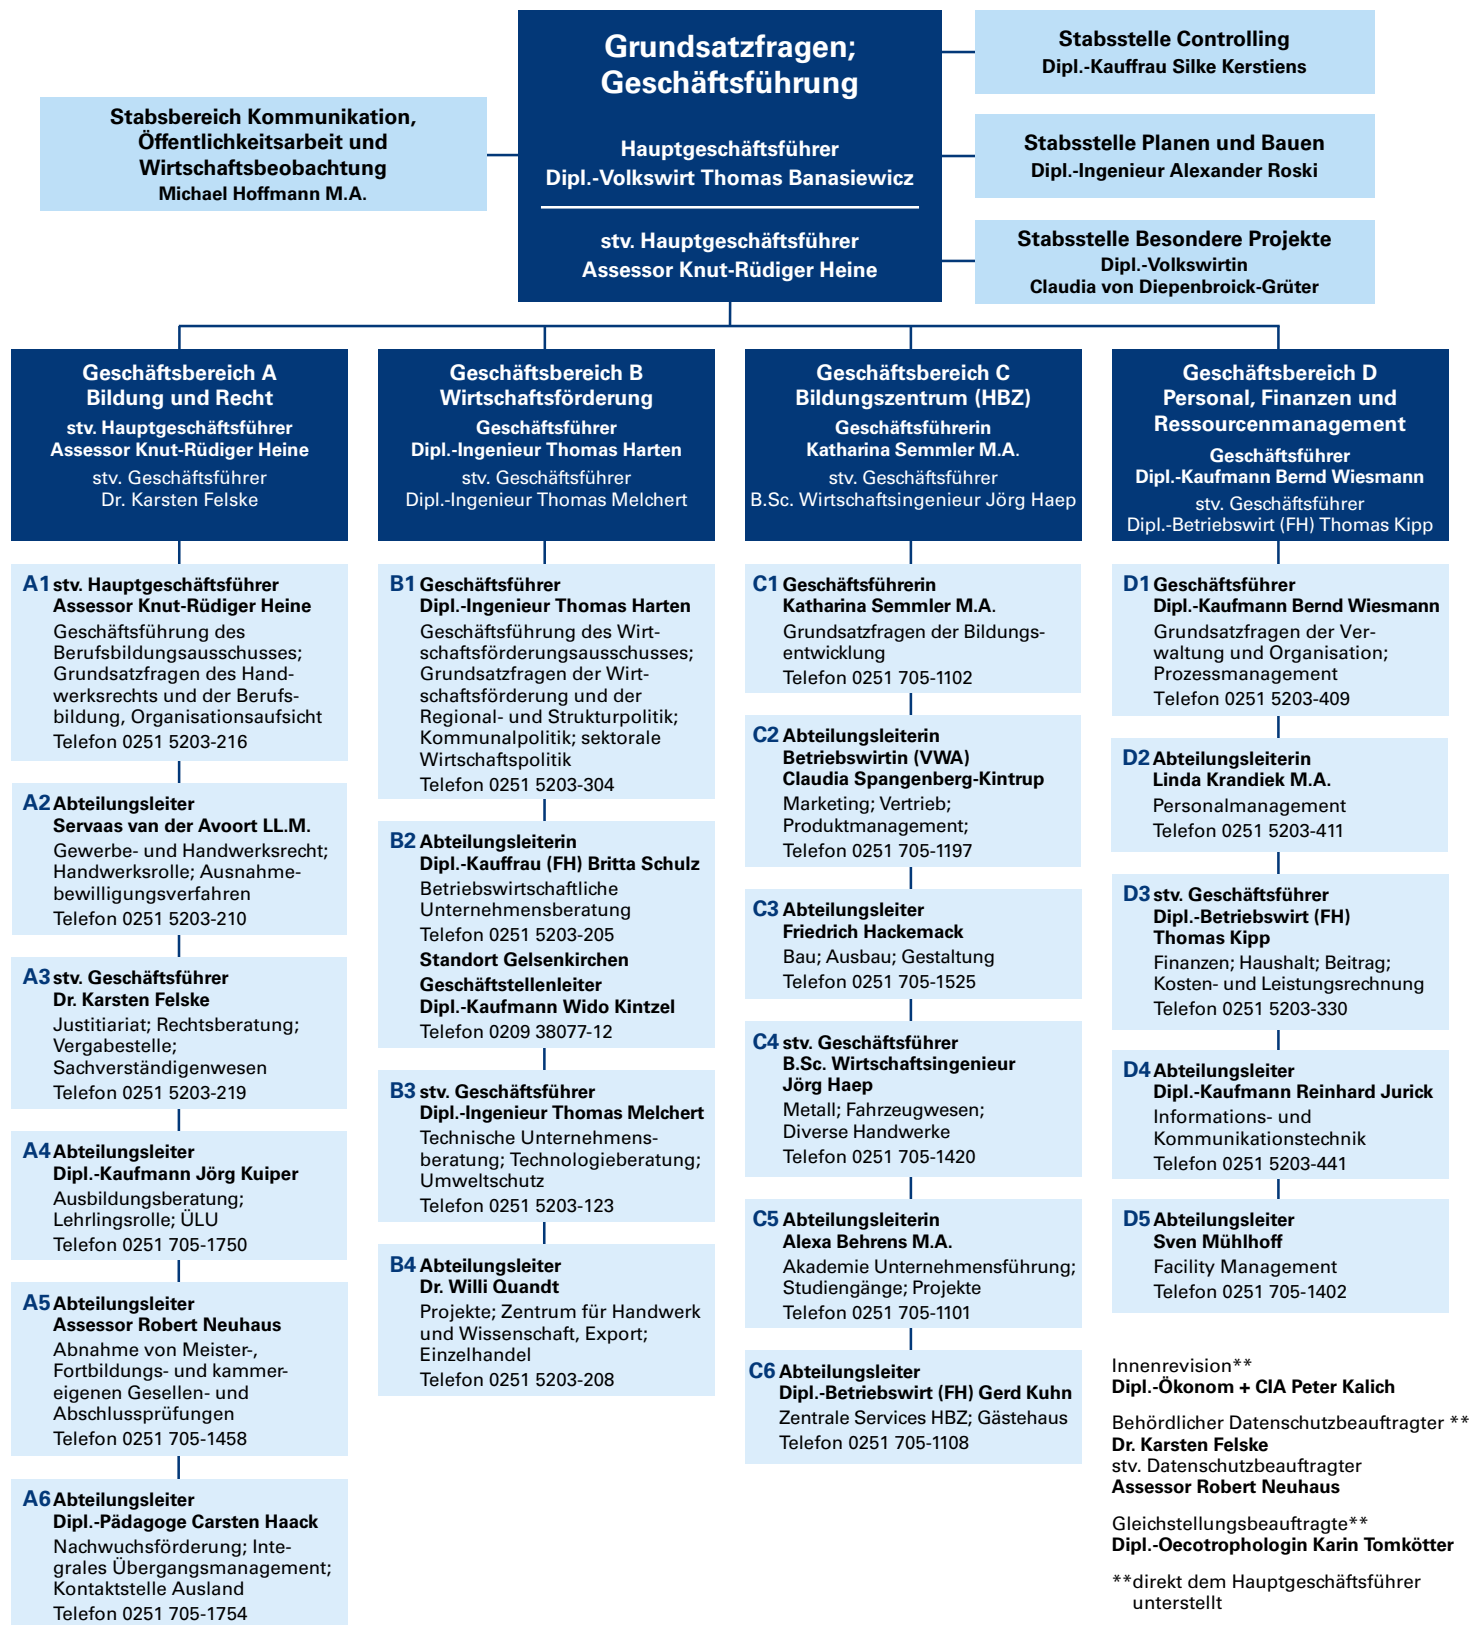 Grundsatzfragen;
Geschäftsführung
Hauptgeschäftsführer
Dipl.-Volkswirt Thomas Banasiewicz
stv. Hauptgeschäftsführer
Assessor Knut-Rüdiger Heine
Stabsbereich Kommunikation,
Öffentlichkeitsarbeit und
Wirtschaftsbeobachtung
Michael Hoffmann M.A.
Stabsstelle Controlling
Dipl.-Kauffrau Silke Kerstiens
Stabsstelle Planen und Bauen
Dipl.-Ingenieur Alexander Roski
Stabsstelle Besondere Projekte
Dipl.-Volkswirtin
Claudia von Diepenbroick-Grüter
Geschäftsbereich A
Bildung und Recht
stv. Hauptgeschäftsführer
Assessor Knut-Rüdiger Heine
stv. Geschäftsführer
Dr. Karsten Felske
A1 stv. Hauptgeschäftsführer
Assessor Knut-Rüdiger Heine
Geschäftsführung des
Berufsbildungsausschusses;
Grundsatzfragen des Hand-
werksrechts und der Berufs-
bildung, Organisationsaufsicht
Telefon 0251 5203-216
A2 Abteilungsleiter
Servaas van der Avoort LL.M.
Gewerbe- und Handwerksrecht;
Handwerksrolle; Ausnahme-
bewilligungsverfahren
Telefon 0251 5203-210
A3 stv. Geschäftsführer
Dr. Karsten Felske
Justitiariat; Rechtsberatung;
Vergabestelle;
Sachverständigenwesen
Telefon 0251 5203-219
A4 Abteilungsleiter
Dipl.-Kaufmann Jörg Kuiper
Ausbildungsberatung;
Lehrlingsrolle; ÜLU
Telefon 0251 705-1750
A5 Abteilungsleiter
Assessor Robert Neuhaus
Abnahme von Meister-,
Fortbildungs- und kammer-
eigenen Gesellen- und
Abschlussprüfungen
Telefon 0251 705-1458
A6 Abteilungsleiter
Dipl.-Pädagoge Carsten Haack
Nachwuchsförderung; Inte-
grales Übergangsmanagement;
Kontaktstelle Ausland
Telefon 0251 705-1754
Geschäftsbereich B
Wirtschaftsförderung
Geschäftsführer
Dipl.-Ingenieur Thomas Harten
stv. Geschäftsführer
Dipl.-Ingenieur Thomas Melchert
B1 Geschäftsführer
Dipl.-Ingenieur Thomas Harten
Geschäftsführung des Wirt-
schaftsförderungsausschusses;
Grundsatzfragen der Wirt-
schaftsförderung und der
Regional- und Strukturpolitik;
Kommunalpolitik; sektorale
Wirtschaftspolitik
Telefon 0251 5203-304
B2 Abteilungsleiterin
Dipl.-Kauffrau (FH) Britta Schulz
Betriebswirtschaftliche
Unternehmensberatung
Telefon 0251 5203-205
Standort Gelsenkirchen
Geschäftstellenleiter
Dipl.-Kaufmann Wido Kintzel
Telefon 0209 38077-12
B3 stv. Geschäftsführer
Dipl.-Ingenieur Thomas Melchert
Technische Unternehmens-
beratung; Technologieberatung;
Umweltschutz
Telefon 0251 5203-123
B4 Abteilungsleiter
Dr. Willi Quandt
Projekte; Zentrum für Handwerk
und Wissenschaft, Export;
Einzelhandel
Telefon 0251 5203-208
Geschäftsbereich C
Bildungszentrum (HBZ)
Geschäftsführerin
Katharina Semmler M.A.
stv. Geschäftsführer
B.Sc. Wirtschaftsingenieur Jörg Haep
C1 Geschäftsführerin
Katharina Semmler M.A.
Grundsatzfragen der Bildungs-
entwicklung
Telefon 0251 705-1102
C2 Abteilungsleiterin
Betriebswirtin (VWA)
Claudia Spangenberg-Kintrup
Marketing; Vertrieb;
Produktmanagement;
Telefon 0251 705-1197
C3 Abteilungsleiter
Friedrich Hackemack
Bau; Ausbau; Gestaltung
Telefon 0251 705-1525
C4 stv. Geschäftsführer
B.Sc. Wirtschaftsingenieur
Jörg Haep
Metall; Fahrzeugwesen;
Diverse Handwerke
Telefon 0251 705-1420
C5 Abteilungsleiterin
Alexa Behrens M.A.
Akademie Unternehmensführung;
Studiengänge; Projekte
Telefon 0251 705-1101
C6 Abteilungsleiter
Dipl.-Betriebswirt (FH) Gerd Kuhn
Zentrale Services HBZ; Gästehaus
Telefon 0251 705-1108
Geschäftsbereich D
Personal, Finanzen und
Ressourcenmanagement
Geschäftsführer
Dipl.-Kaufmann Bernd Wiesmann
stv. Geschäftsführer
Dipl.-Betriebswirt (FH) Thomas Kipp
D1 Geschäftsführer
Dipl.-Kaufmann Bernd Wiesmann
Grundsatzfragen der Ver-
waltung und Organisation;
Prozessmanagement
Telefon 0251 5203-409
D2 Abteilungsleiterin
Linda Krandiek M.A.
Personalmanagement
Telefon 0251 5203-411
D3 stv. Geschäftsführer
Dipl.-Betriebswirt (FH)
Thomas Kipp
Finanzen; Haushalt; Beitrag;
Kosten- und Leistungsrechnung
Telefon 0251 5203-330
D4 Abteilungsleiter
Dipl.-Kaufmann Reinhard Jurick
Informations- und
Kommunikationstechnik
Telefon 0251 5203-441
D5 Abteilungsleiter
Sven Mühlhoff
Facility Management
Telefon 0251 705-1402
Innenrevision**
Dipl.-Ökonom + CIA Peter Kalich
Behördlicher Datenschutzbeauftragter **
Dr. Karsten Felske
stv. Datenschutzbeauftragter
Assessor Robert Neuhaus
Gleichstellungsbeauftragte**
Dipl.-Oecotrophologin Karin Tomkötter
**direkt dem Hauptgeschäftsführer
unterstellt